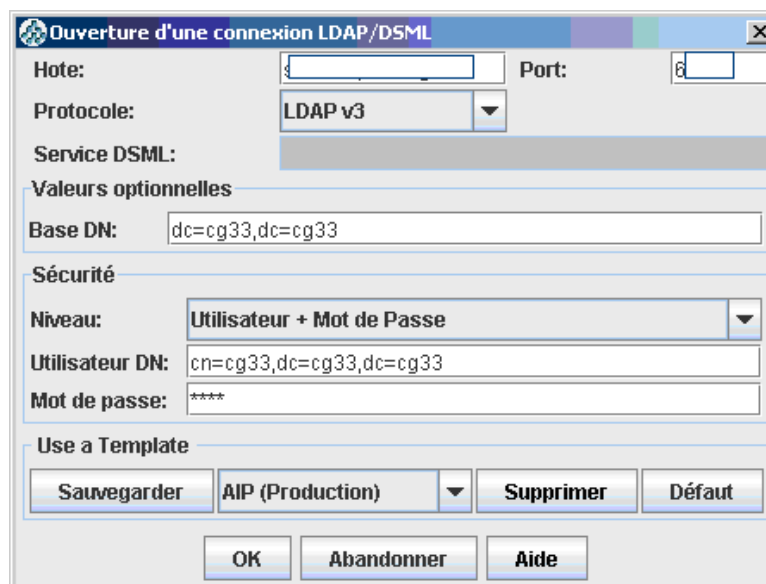 Ouverture d'une connexion LDAP/DSML
Hote: Port: 6
Protocole: LDAP v3
Service DSML:
Valeurs optionnelles
Base DN: dc=cg33,dc=cg33
Sécurité
Niveau: Utilisateur + Mot de Passe
Utilisateur DN: cn=cg33,dc=cg33,dc=cg33
Mot de passe: ****
Use a Template
Sauvegarder AIP (Production) Supprimer Défaut
OK Abandonner Aide